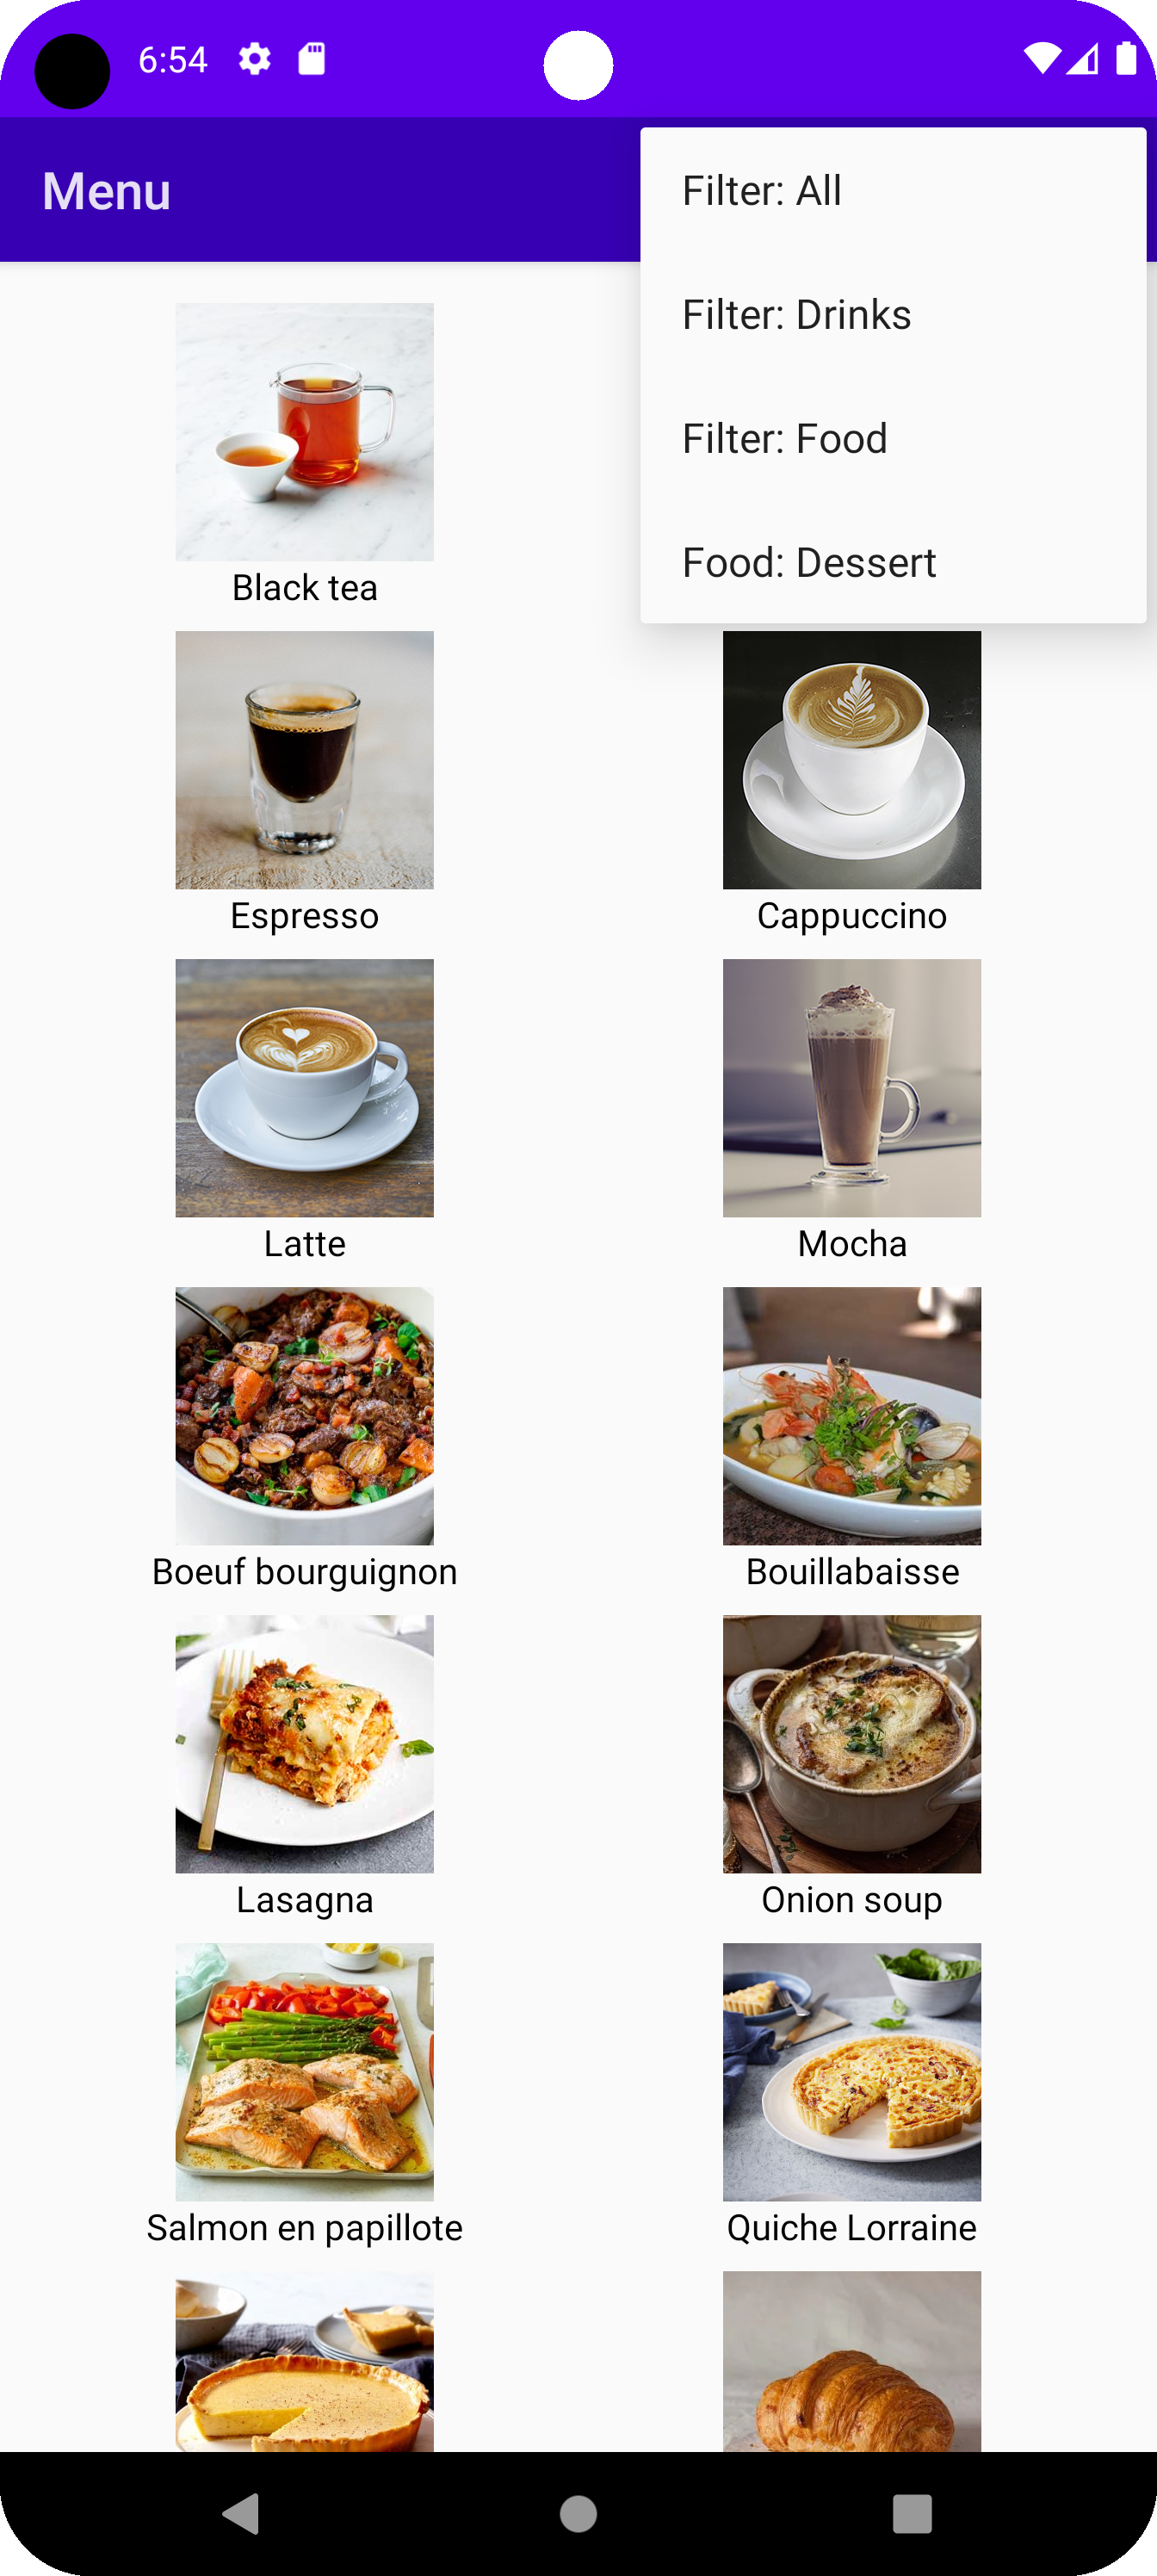 6:54
Menu
Filter: All
Filter: Drinks
Filter: Food
Food: Dessert
Black tea
Espresso
Cappuccino
Latte
Mocha
Boeuf bourguignon
Bouillabaisse
Lasagna
Onion soup
Salmon en papillote
Quiche Lorraine